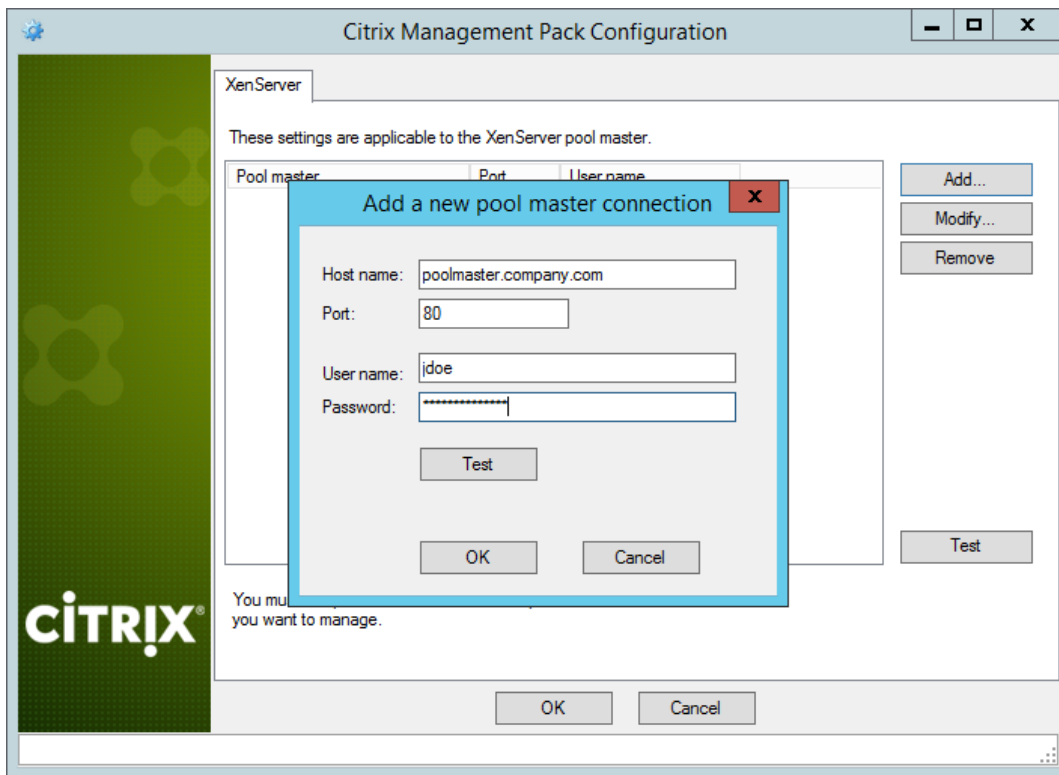 Citrix Management Pack Configuration
XenServer
These settings are applicable to the XenServer pool master.
Pool master Port User name
Add...
Modify...
Remove
Add a new pool master connection
x
Host name: poolmaster.company.com
Port: 80
User name: jdoe
Password: **************
Test
OK Cancel
Test
You
you want to manage.
CİTRIX®
OK Cancel